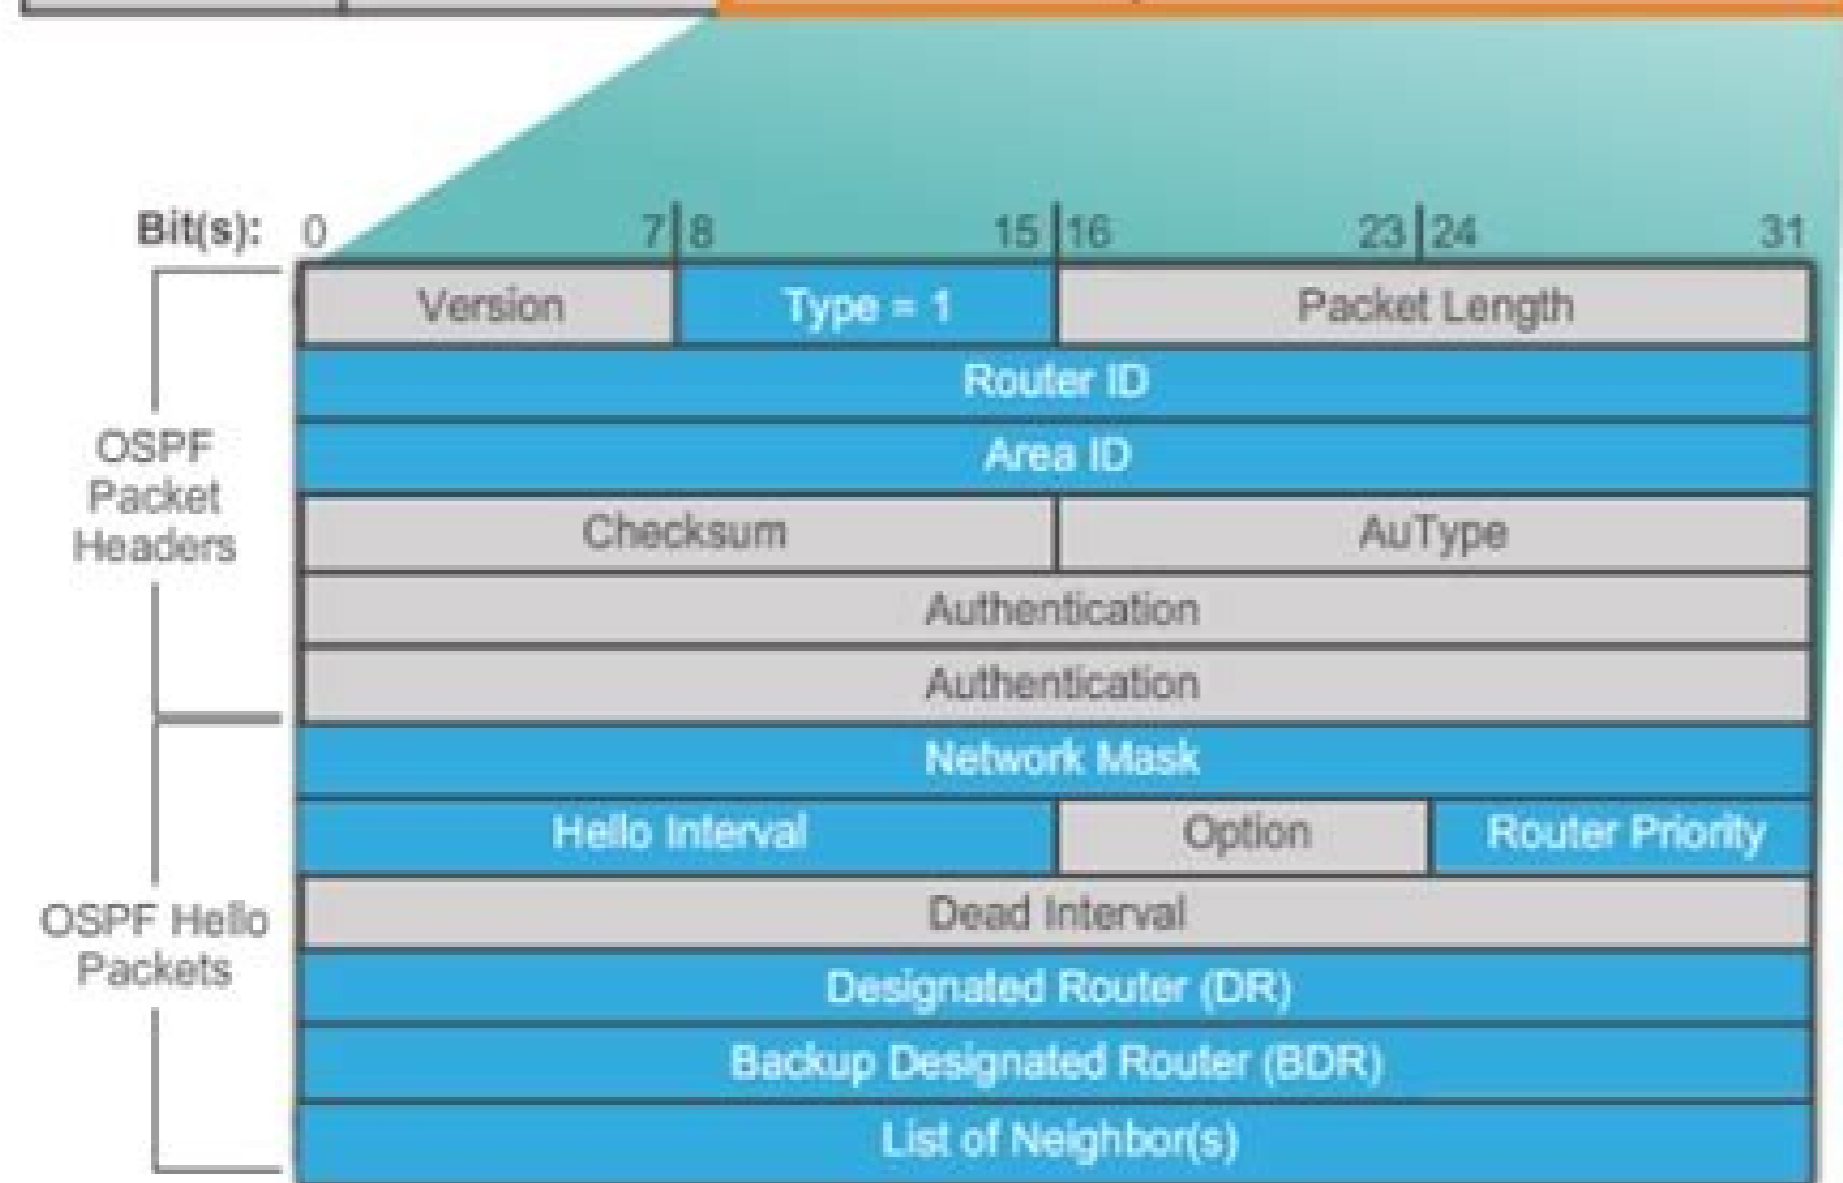 Bit(s): 0 7 8 15 16 23 24 31
Version Type = 1 Packet Length
Router ID
Area ID
OSPF
Packet
Headers
Checksum AuType
Authentication
Authentication
Network Mask
Hello Interval Option Router Priority
OSPF Hello
Packets
Dead Interval
Designated Router (DR)
Backup Designated Router (BDR)
List of Neighbor(s)